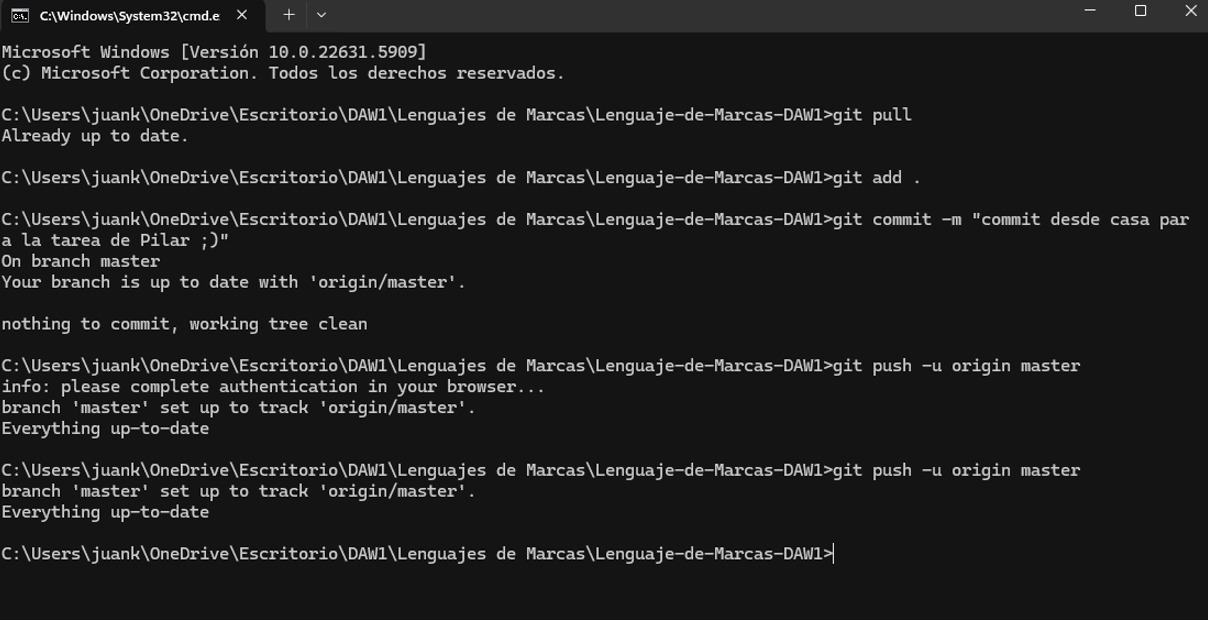 C:\Windows\System32\cmd.e
Microsoft Windows [Versión 10.0.22631.5909]
(c) Microsoft Corporation. Todos los derechos reservados.
C:\Users\juank\OneDrive\Escritorio\DAW1\Lenguajes de Marcas\Lenguaje-de-Marcas-DAW1>git pull
Already up to date.
C:\Users\juank\OneDrive\Escritorio\DAW1\Lenguajes de Marcas\Lenguaje-de-Marcas-DAW1>git add .
C:\Users\juank\OneDrive\Escritorio\DAW1\Lenguajes de Marcas\Lenguaje-de-Marcas-DAW1>git commit -m "commit desde casa par
a la tarea de Pilar ;)"
On branch master
Your branch is up to date with 'origin/master'.
nothing to commit, working tree clean
C:\Users\juank\OneDrive\Escritorio\DAW1\Lenguajes de Marcas\Lenguaje-de-Marcas-DAW1>git push -u origin master
info: please complete authentication in your browser...
branch 'master' set up to track 'origin/master'.
Everything up-to-date
C:\Users\juank\OneDrive\Escritorio\DAW1\Lenguajes de Marcas\Lenguaje-de-Marcas-DAW1>git push -u origin master
branch 'master' set up to track 'origin/master'.
Everything up-to-date
C:\Users\juank\OneDrive\Escritorio\DAW1\Lenguajes de Marcas\Lenguaje-de-Marcas-DAW1>